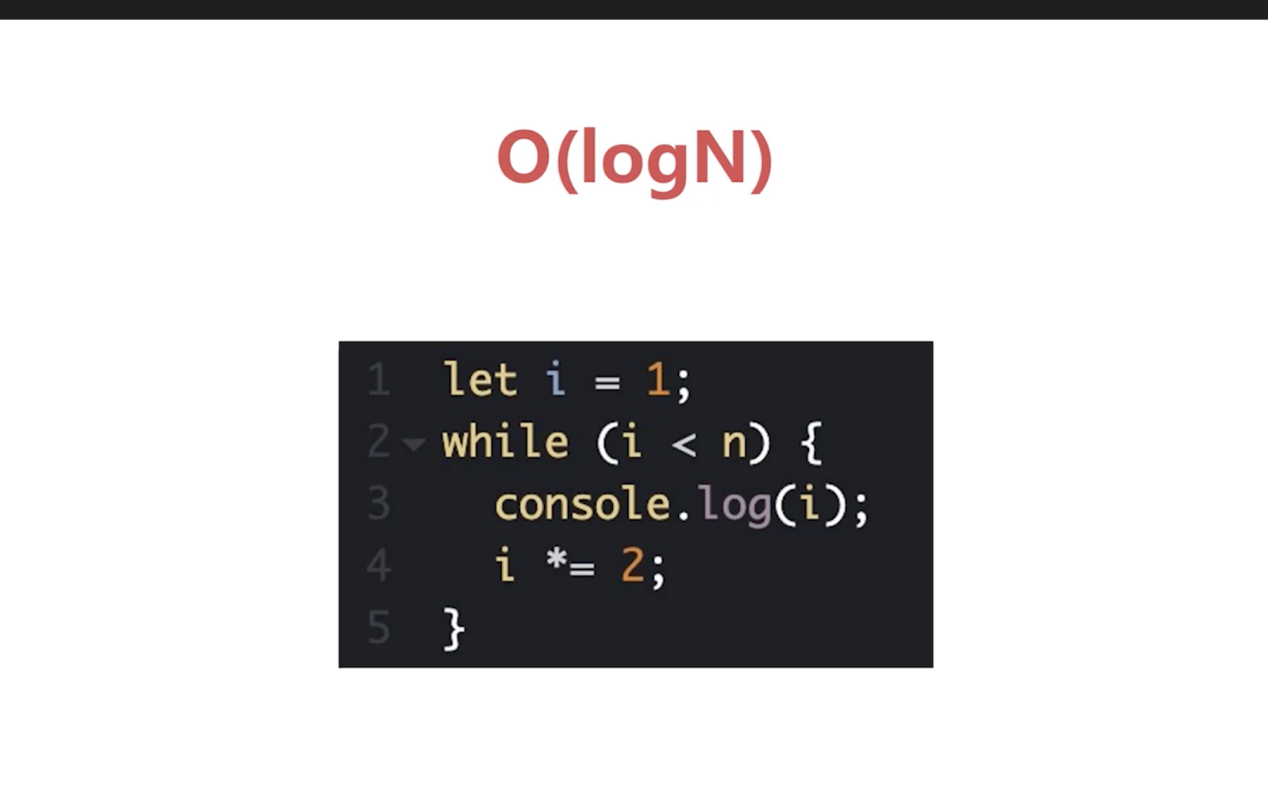 O(logN)
1 let i = 1;
2 while (i < n) {
3   console.log(i);
4   i *= 2;
5 }